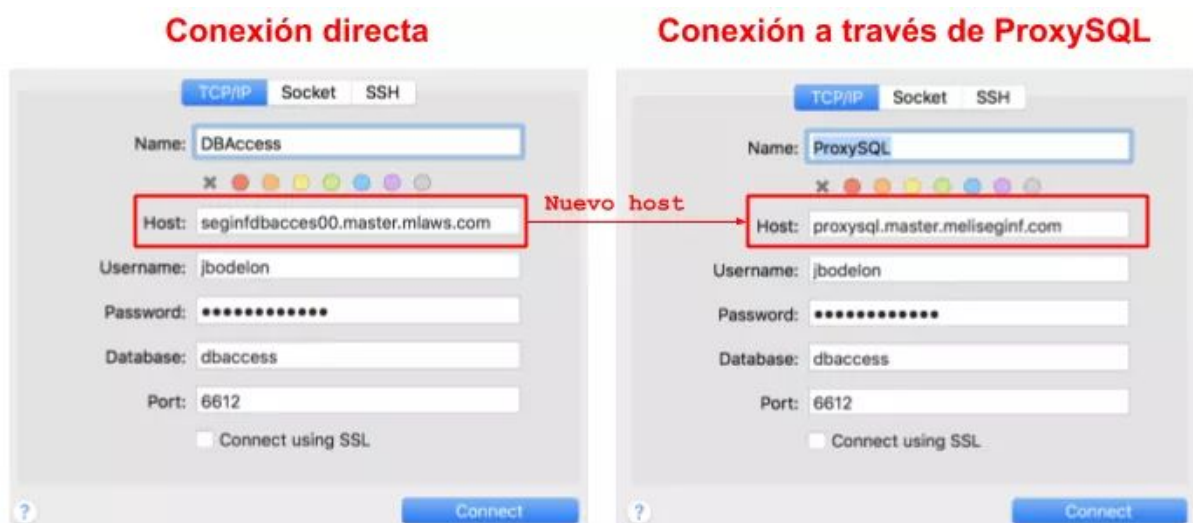 Conexión directa
Conexión a través de ProxySQL
TCP/IP Socket SSH
Name: DBAccess
Host: seginfdbacces00.master.mlaws.com
Username: jbodelon
Password: ●●●●●●●●●●●●
Database: dbaccess
Port: 6612
Connect using SSL
?
Connect
Nuevo host
TCP/IP Socket SSH
Name: ProxySQL
Host: proxysql.master.meliseginf.com
Username: jbodelon
Password: ●●●●●●●●●●●●
Database: dbaccess
Port: 6612
Connect using SSL
?
Connect